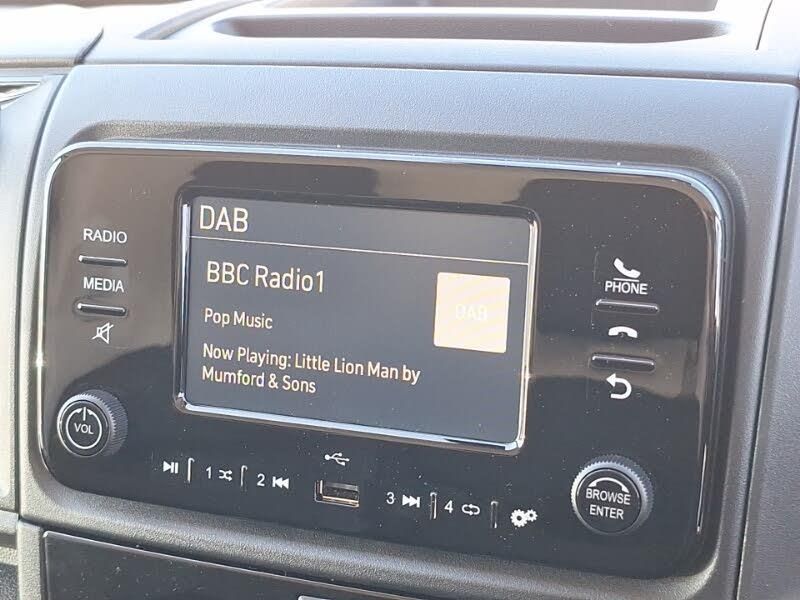 DAB
BBC Radio1
DAB
Pop Music
Now Playing: Little Lion Man by
Mumford & Sons
RADIO
MEDIA
VOL
PHONE
1
2
3
4
BROWSE
ENTER